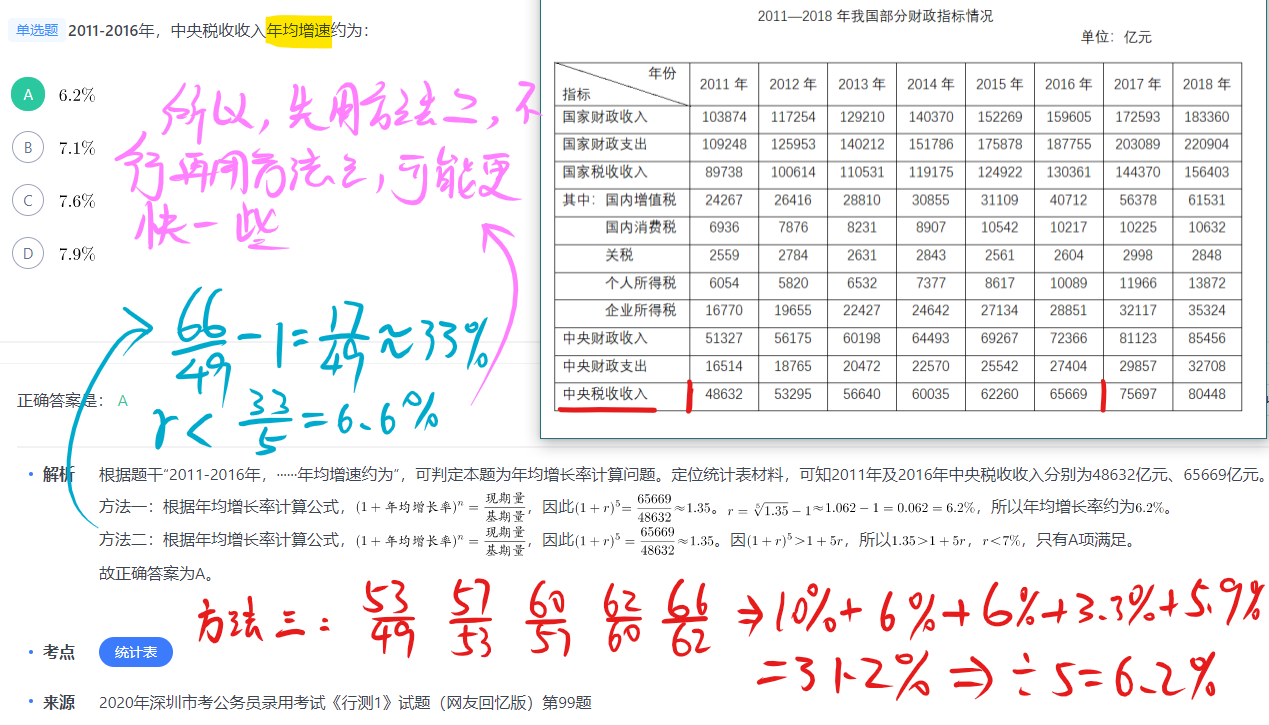 单选题 2011-2016年，中央税收收入年均增速约为：
A 6.2%
B 7.1%
C 7.6%
D 7.9%
所以，先用方法二，不
行再用方法三，可能更
快一些
66/49 - 1 = 17/49 ≈ 33%
r < 33/5 = 6.6%
2011—2018 年我国部分财政指标情况
单位：亿元
年份 指标 2011 年 2012 年 2013 年 2014 年 2015 年 2016 年 2017 年 2018 年
国家财政收入 103874 117254 129210 140370 152269 159605 172593 183360
国家财政支出 109248 125953 140212 151786 175878 187755 203089 220904
国家税收收入 89738 100614 110531 119175 124922 130361 144370 156403
其中：国内增值税 24267 26416 28810 30855 31109 40712 56378 61531
国内消费税 6936 7876 8231 8907 10542 10217 10225 10632
关税 2559 2784 2631 2843 2561 2604 2998 2848
个人所得税 6054 5820 6532 7377 8617 10089 11966 13872
企业所得税 16770 19655 22427 24642 27134 28851 32117 35324
中央财政收入 51327 56175 60198 64493 69267 72366 81123 85456
中央财政支出 16514 18765 20472 22570 25542 27404 29857 32708
中央税收收入 48632 53295 56640 60035 62260 65669 75697 80448
正确答案是： A
解析 根据题干“2011-2016年，……年均增速约为”，可判定本题为年均增长率计算问题。定位统计表材料，可知2011年及2016年中央税收收入分别为48632亿元、65669亿元。
方法一：根据年均增长率计算公式，(1 + 年均增长率)^n = 现期量/基期量，因此(1 + r)^5 = 65669/48632 ≈1.35。r = ⁵√1.35 − 1≈1.062 − 1 = 0.062 = 6.2%，所以年均增长率约为6.2%。
方法二：根据年均增长率计算公式，(1 + 年均增长率)^n = 现期量/基期量，因此(1 + r)^5 = 65669/48632 ≈1.35。因(1 + r)^5>1 + 5r，所以1.35>1 + 5r，r<7%，只有A项满足。
故正确答案为A。
方法三： 53/49 57/53 60/57 62/60 66/62 ⇒ 10% + 6% + 6% + 3.3% + 5.9%
= 31.2% ⇒ ÷5 = 6.2%
考点 统计表
来源 2020年深圳市考公务员录用考试《行测1》试题（网友回忆版）第99题